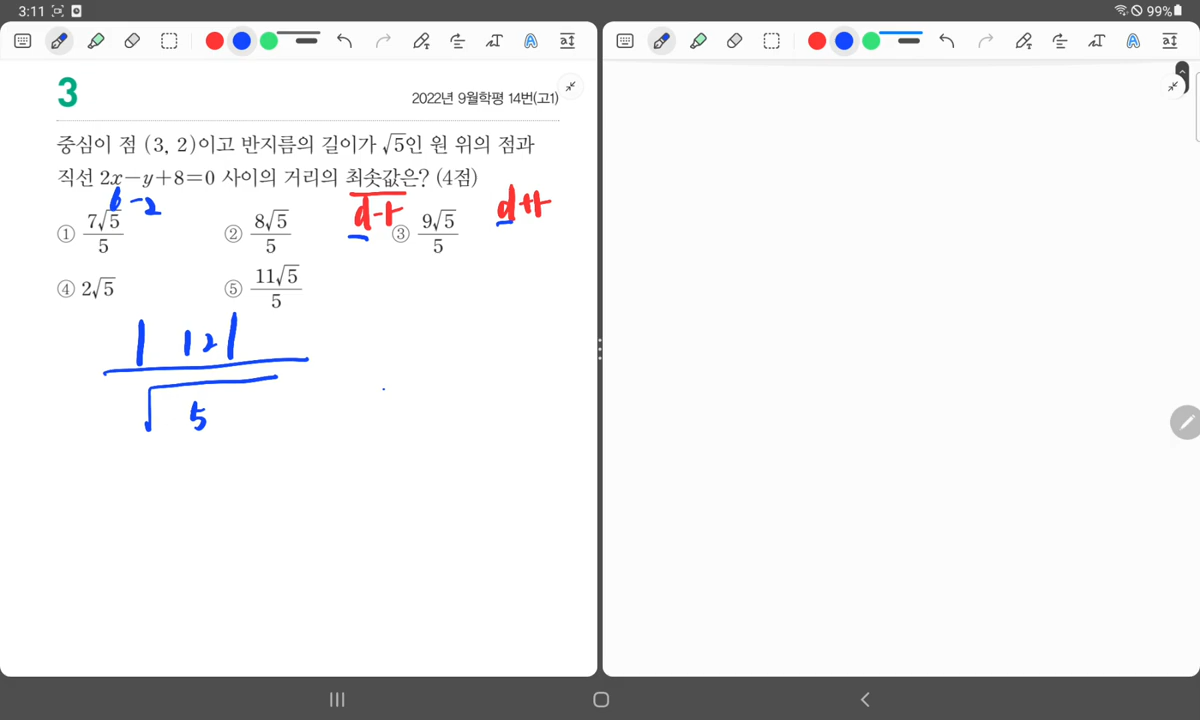 3:11
99%
3
2022년 9월학평 14번(고1)
중심이 점 (3, 2)이고 반지름의 길이가 √5인 원 위의 점과
직선 2x−y+8=0 사이의 거리의 최솟값은? (4점)
6 −2
d−r
d+r
① 7√5/5 ② 8√5/5 ③ 9√5/5
④ 2√5 ⑤ 11√5/5
| 12 |
√5